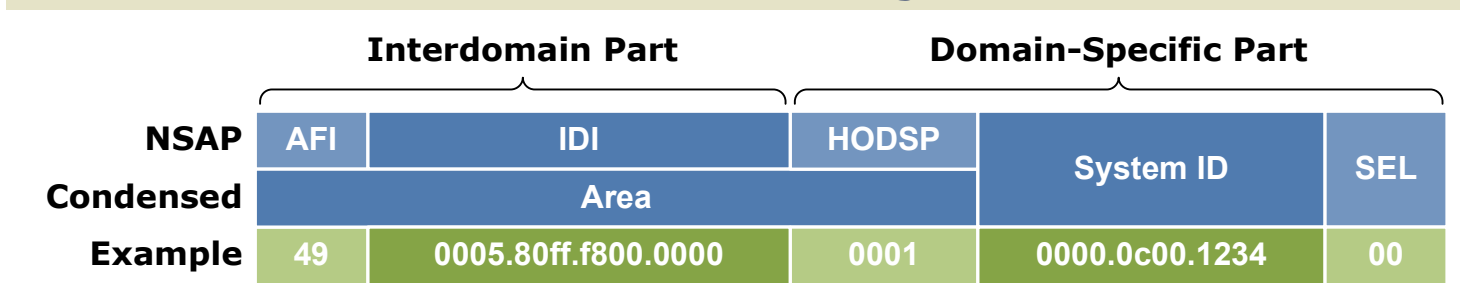 Interdomain Part Domain-Specific Part
NSAP AFI IDI HODSP System ID SEL
Condensed Area
Example 49 0005.80ff.f800.0000 0001 0000.0c00.1234 00